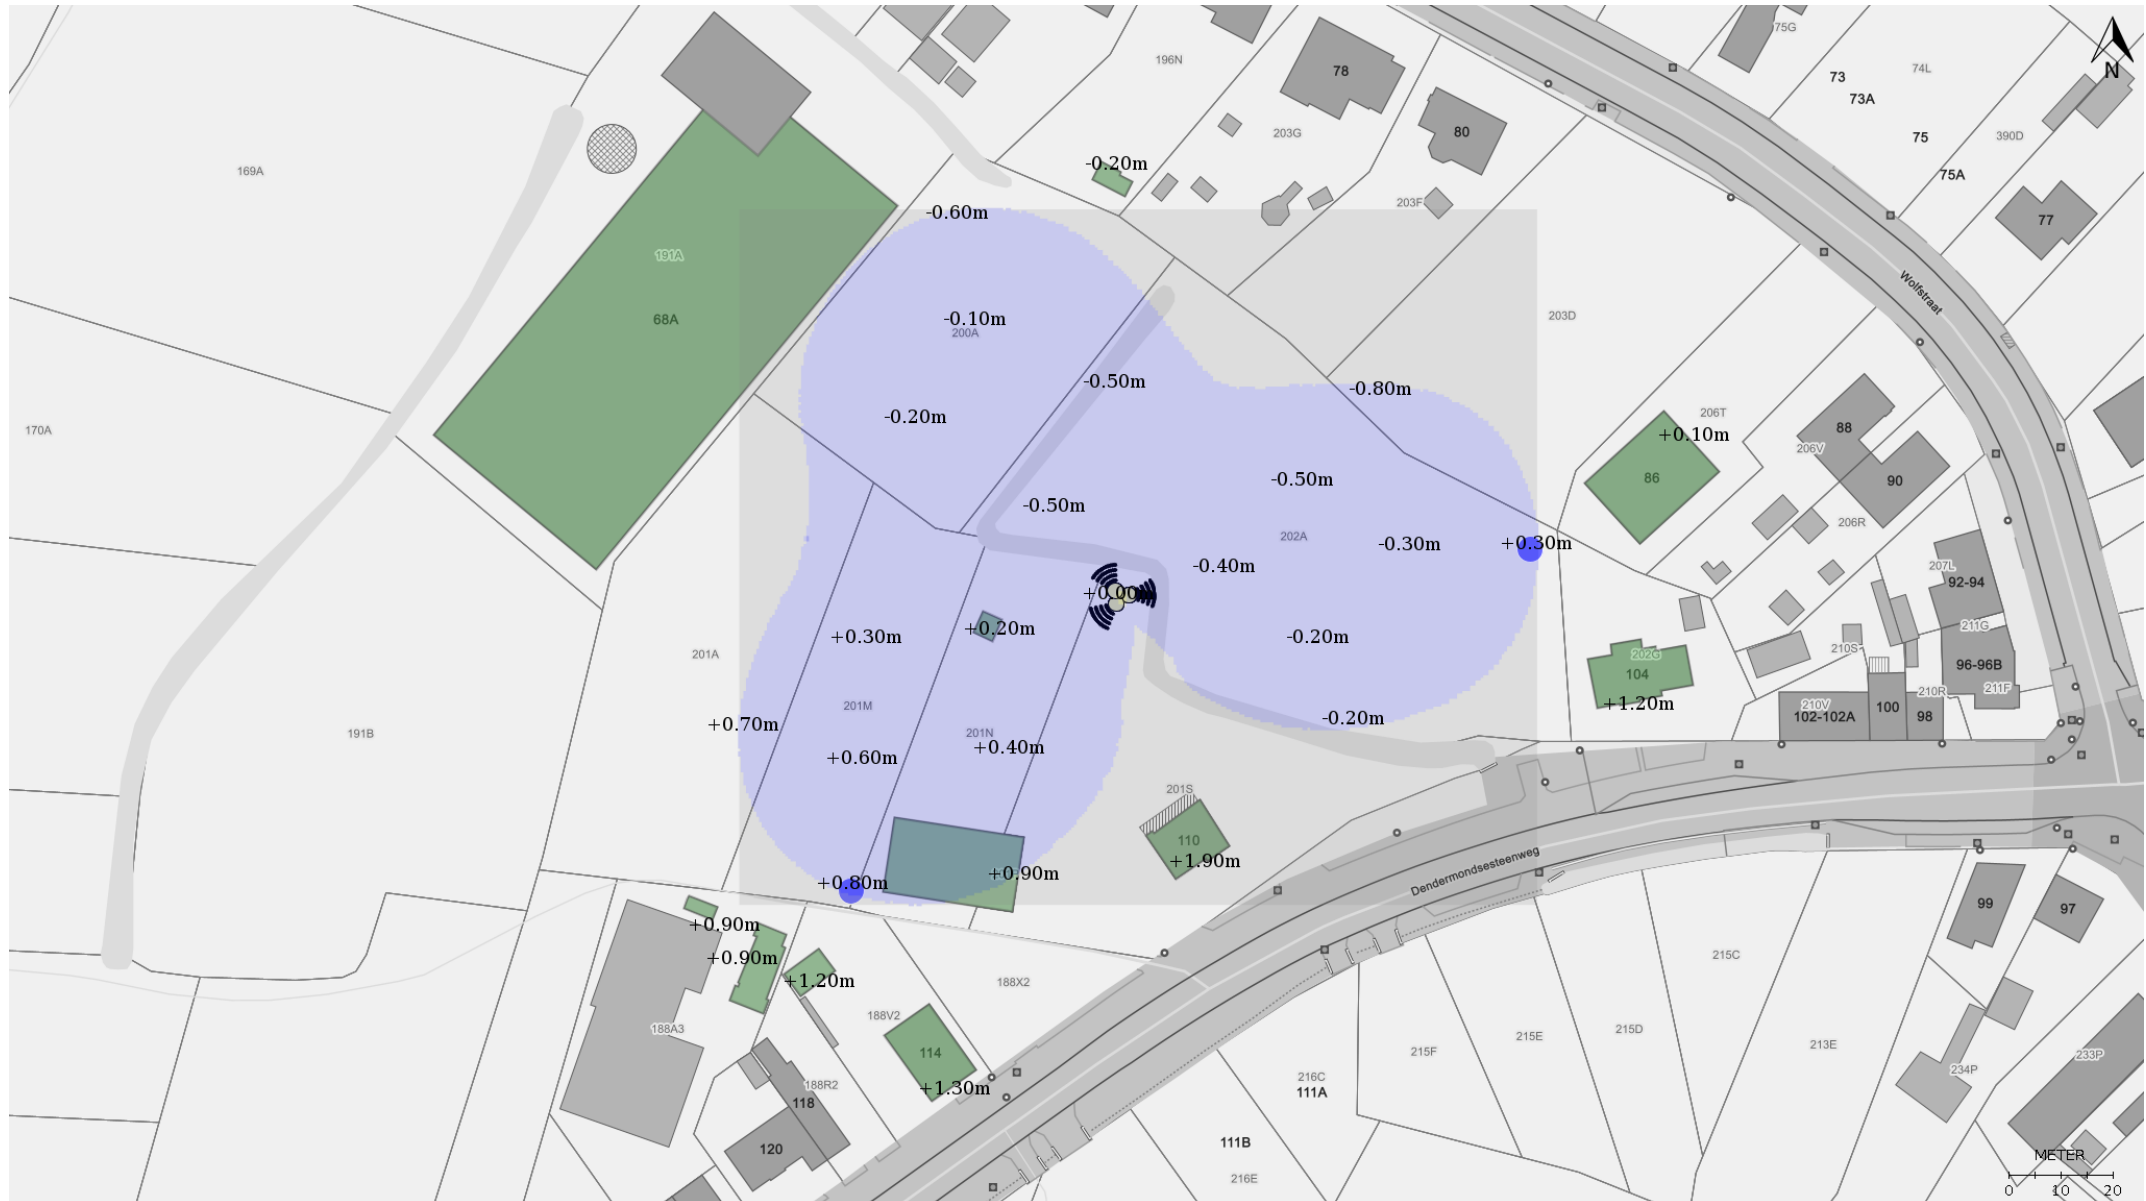 75G
196N
74L
N
78
73
73A
203G
80
75
390D
-0.20m
169A
75A
203F
-0.60m
77
191A
Wolfstraat
68A
-0.10m
200A
203D
-0.50m
-0.80m
-0.20m
206T
+0.10m
88
170A
206V
-0.50m
86
90
-0.50m
206R
202A
-0.30m
+0.30m
-0.40m
207L
92-94
+0.00m
+0.30m
+0.20m
-0.20m
211G
201A
210S
202G
96-96B
104
201M
+1.20m
210V
210R
211F
100
102-102A
98
+0.70m
-0.20m
191B
201N
+0.40m
+0.60m
201S
110
+1.90m
Dendermondsesteenweg
+0.80m
+0.90m
99
97
+0.90m
+0.90m
215C
+1.20m
188X2
188V2
188A3
215E
215D
213E
114
215F
233P
234P
216C
188R2
+1.30m
111A
118
111B
120
METER
216E
0 10 20